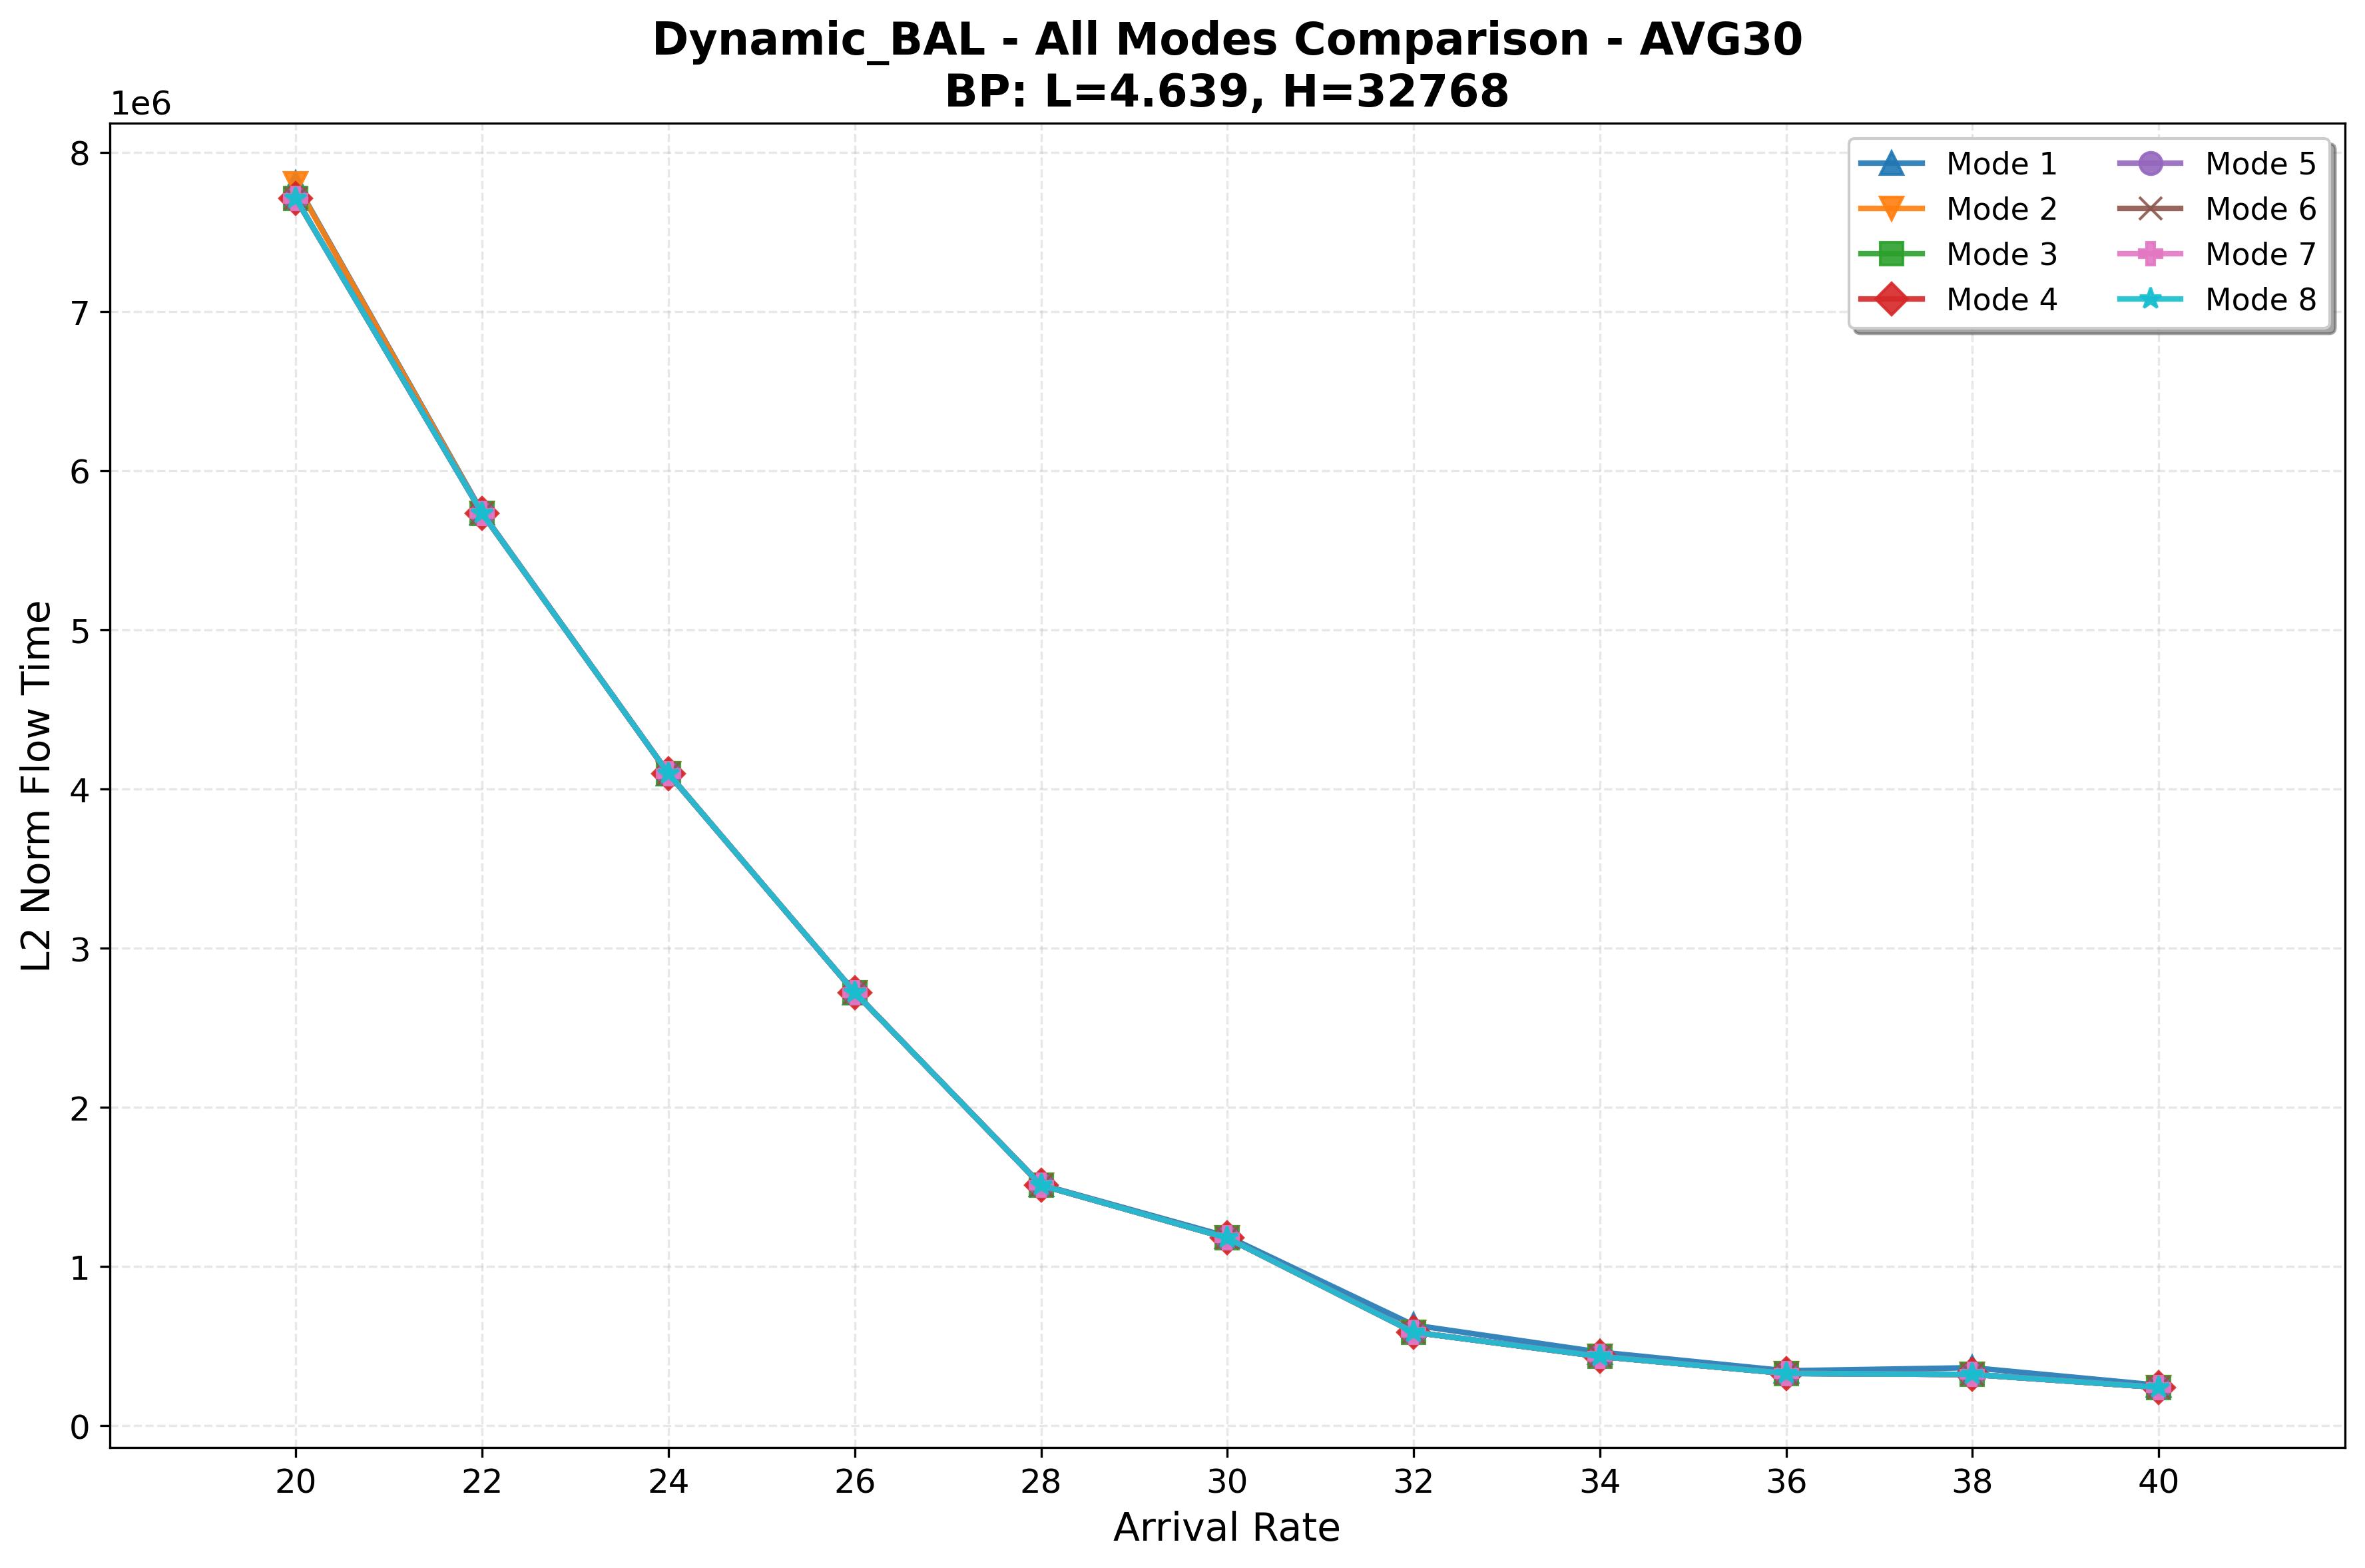 Dynamic_BAL - All Modes Comparison - AVG30
BP: L=4.639, H=32768
1e6
8
7
6
5
4
3
2
1
0
L2 Norm Flow Time
Mode 1
Mode 2
Mode 3
Mode 4
Mode 5
Mode 6
Mode 7
Mode 8
20 22 24 26 28 30 32 34 36 38 40
Arrival Rate